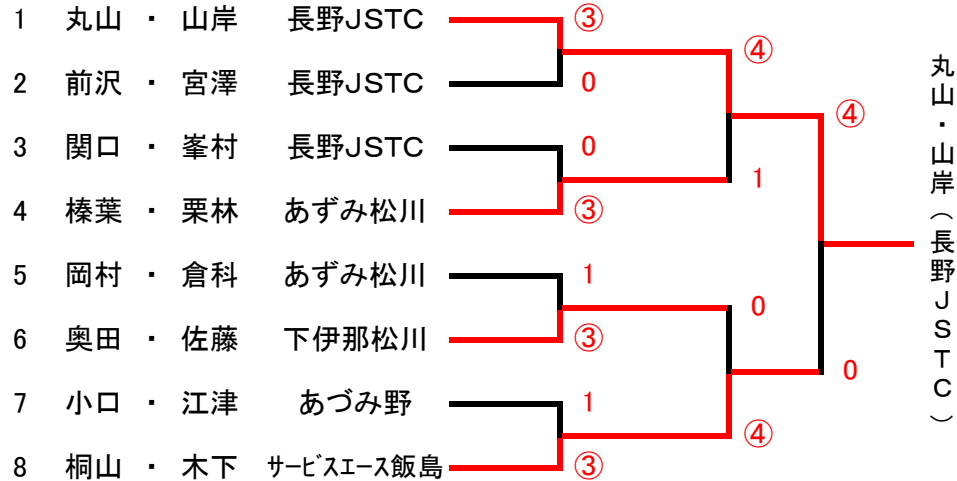 1 丸山 ・ 山岸 長野JSTC ③
④
2 前沢 ・ 宮澤 長野JSTC 0
④
3 関口 ・ 峯村 長野JSTC 0
1
4 榛葉 ・ 栗林 あずみ松川 ③
丸山・山岸（長野JSTC）
5 岡村 ・ 倉科 あずみ松川 1
0
6 奥田 ・ 佐藤 下伊那松川 ③
0
7 小口 ・ 江津 あづみ野 1
④
8 桐山 ・ 木下 サービスエース飯島 ③